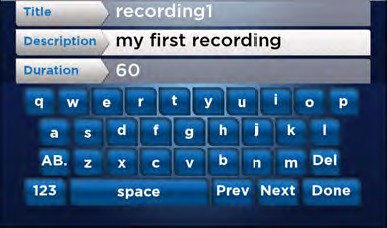 Title recording1
Description my first recording
Duration 60
q w e r t y u i o p
a s d f g h j k l
AB. z x c v b n m Del
123 space Prev Next Done